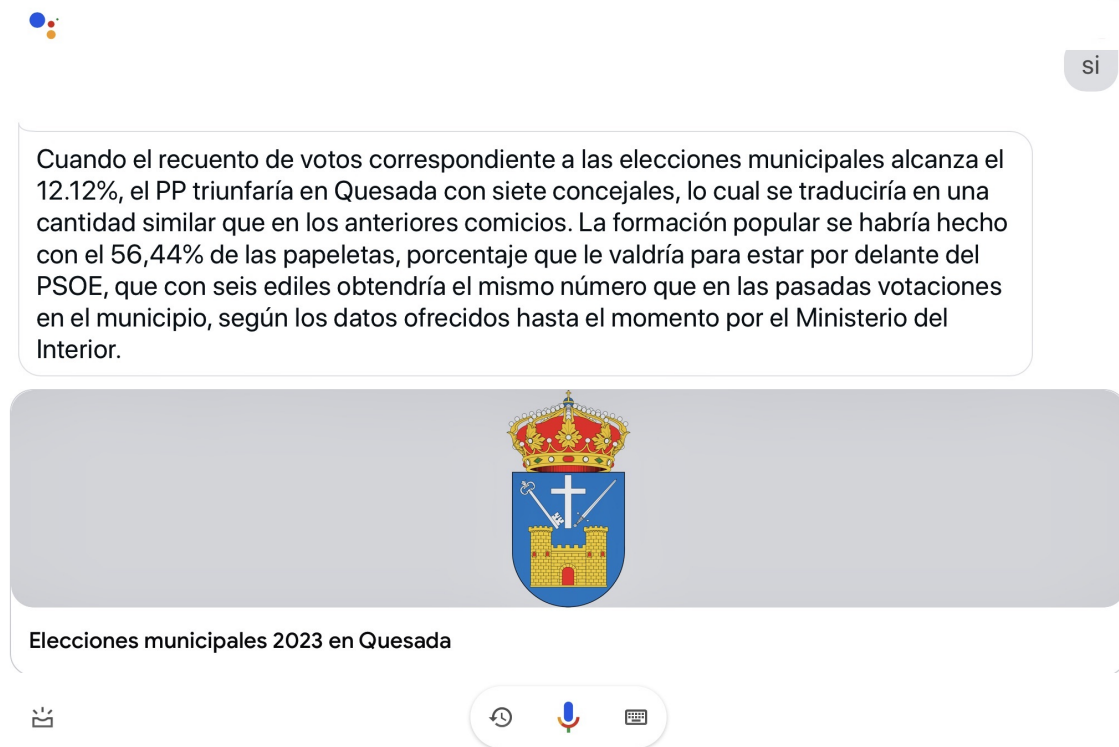 si
Cuando el recuento de votos correspondiente a las elecciones municipales alcanza el
12.12%, el PP triunfaría en Quesada con siete concejales, lo cual se traduciría en una
cantidad similar que en los anteriores comicios. La formación popular se habría hecho
con el 56,44% de las papeletas, porcentaje que le valdría para estar por delante del
PSOE, que con seis ediles obtendría el mismo número que en las pasadas votaciones
en el municipio, según los datos ofrecidos hasta el momento por el Ministerio del
Interior.
Elecciones municipales 2023 en Quesada